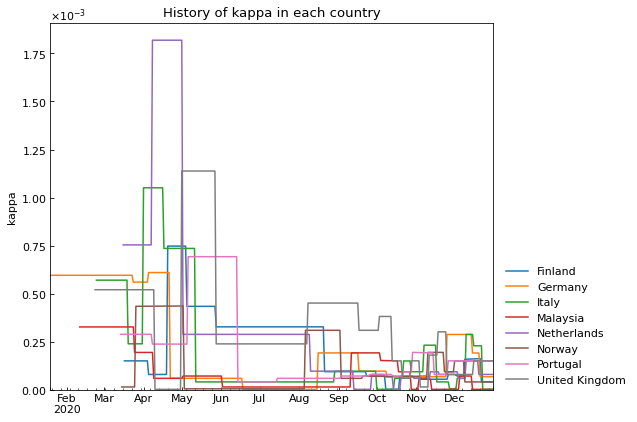 History of kappa in each country
×10⁻³
1.75
1.50
1.25
1.00
0.75
0.50
0.25
0.00
kappa
Feb Mar Apr May Jun Jul Aug Sep Oct Nov Dec
2020
Finland
Germany
Italy
Malaysia
Netherlands
Norway
Portugal
United Kingdom